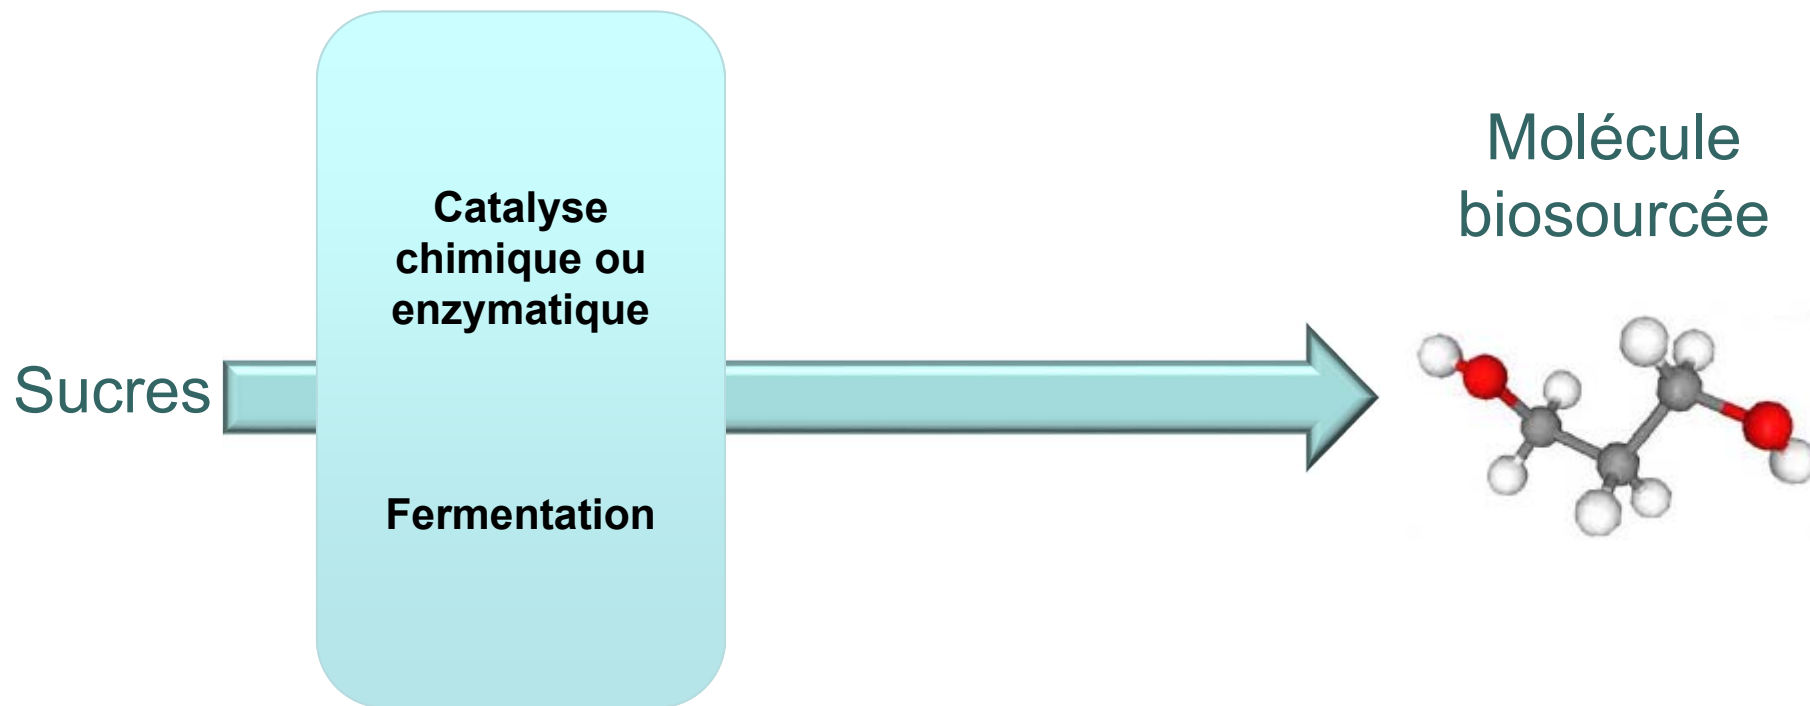 Sucres
Catalyse
chimique ou
enzymatique
Fermentation
Molécule
biosourcée